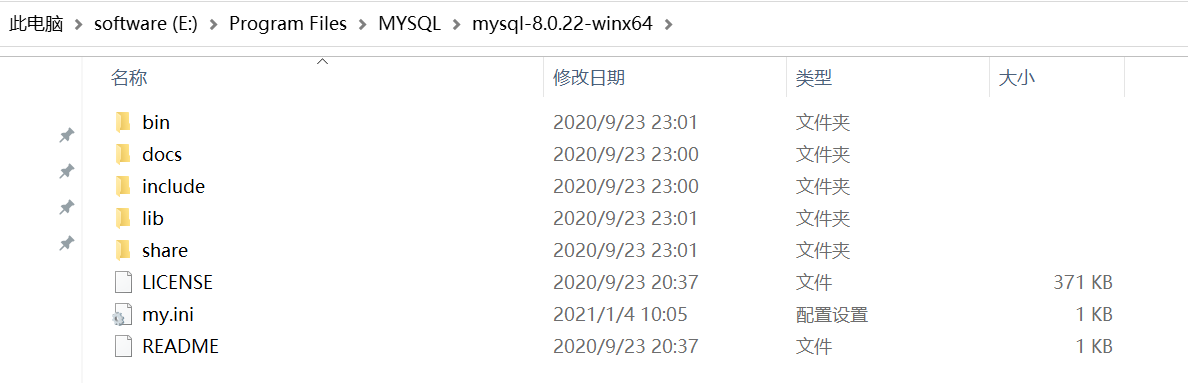 此电脑 > software (E:) > Program Files > MYSQL > mysql-8.0.22-winx64 >
名称 修改日期 类型 大小
bin 2020/9/23 23:01 文件夹
docs 2020/9/23 23:00 文件夹
include 2020/9/23 23:00 文件夹
lib 2020/9/23 23:01 文件夹
share 2020/9/23 23:01 文件夹
LICENSE 2020/9/23 20:37 文件 371 KB
my.ini 2021/1/4 10:05 配置设置 1 KB
README 2020/9/23 20:37 文件 1 KB